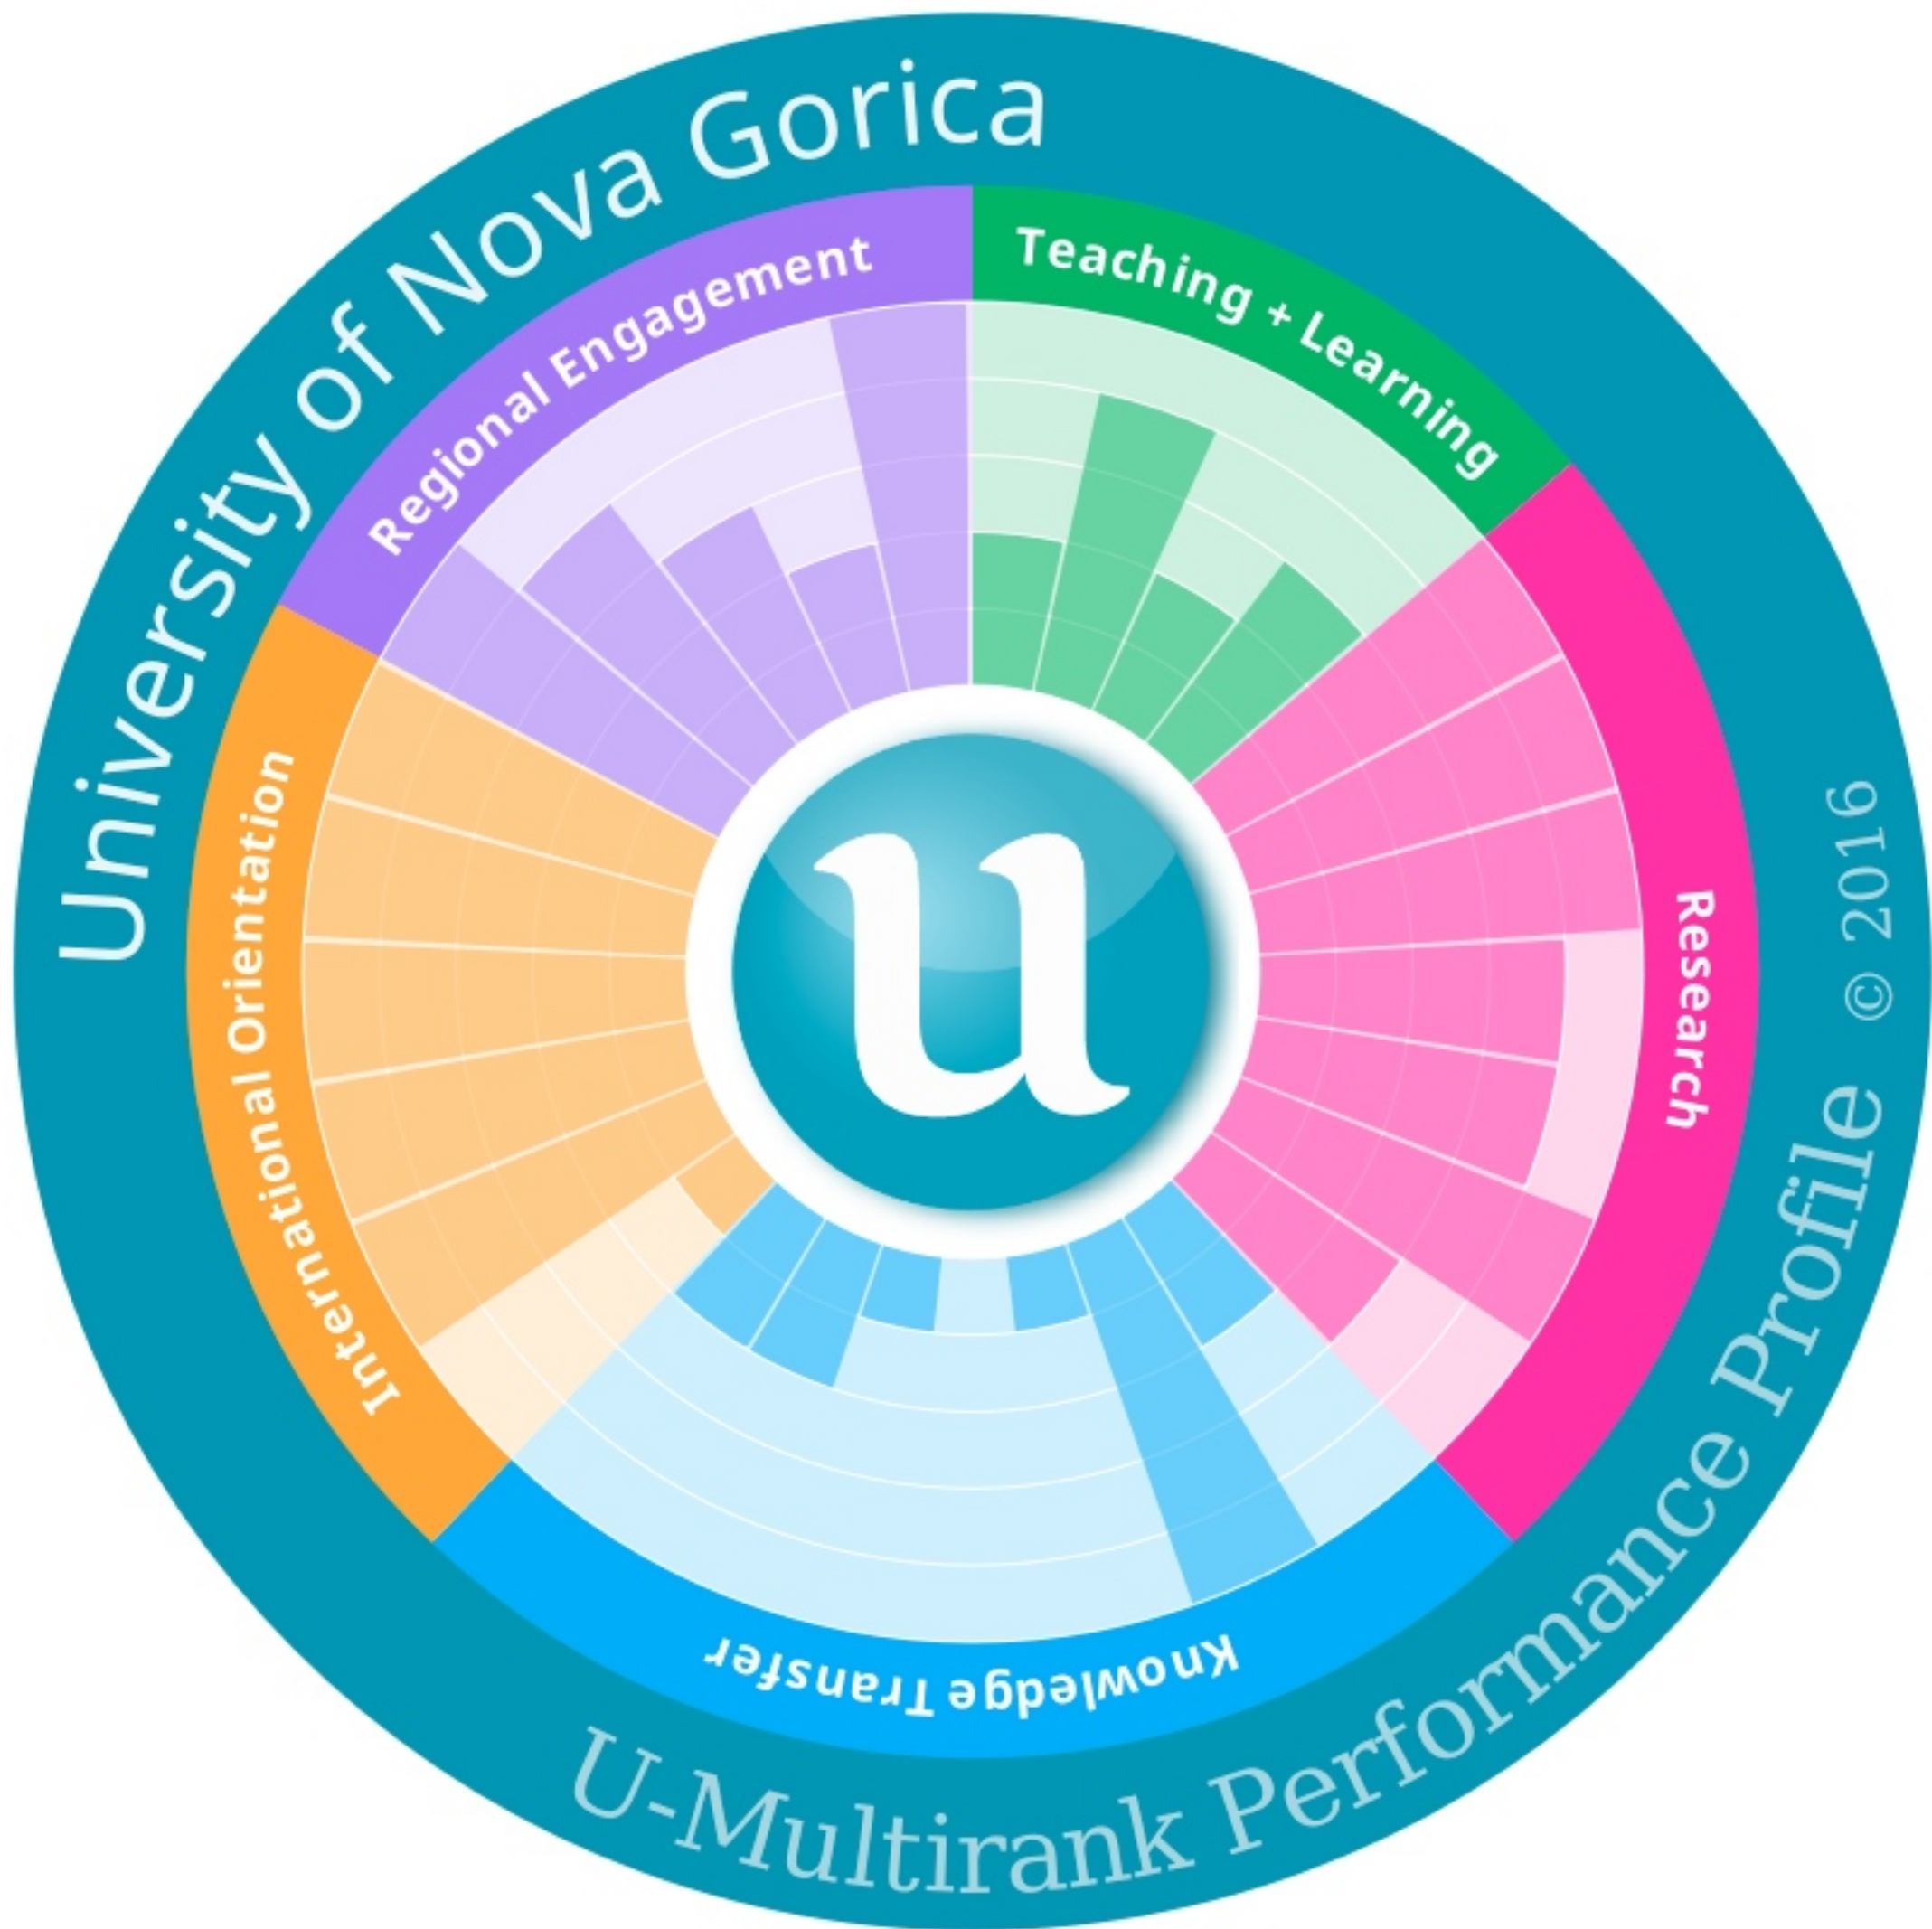 University of Nova Gorica
Teaching + Learning
Research
Knowledge Transfer
International Orientation
Regional Engagement
u
U-Multirank Performance Profile © 2016